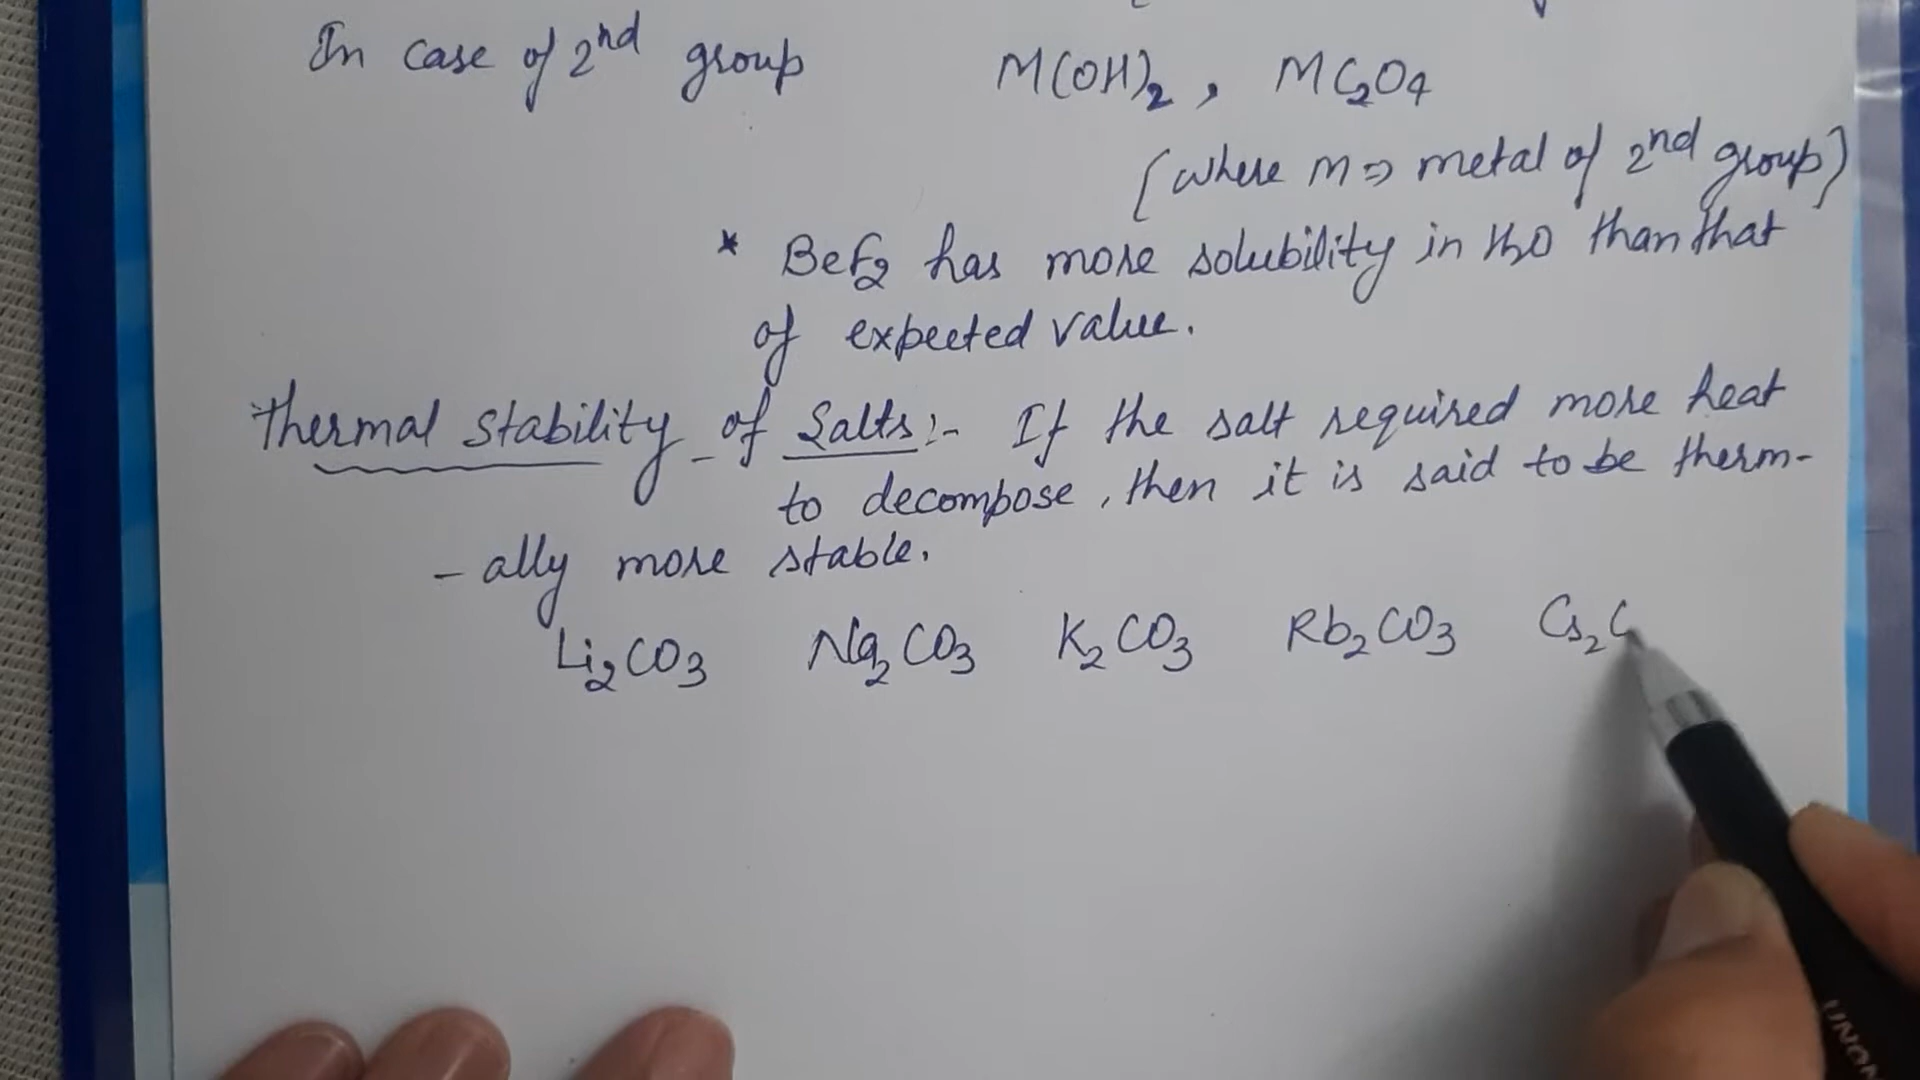 In case of 2nd group M(OH)2, MC2O4
[where M => metal of 2nd group]
* BeF2 has more solubility in H2O than that
of expected value.
Thermal Stability of Salts:- If the salt required more heat
to decompose, then it is said to be therm-
-ally more stable.
Li2CO3 Na2CO3 K2CO3 Rb2CO3 Cs2C